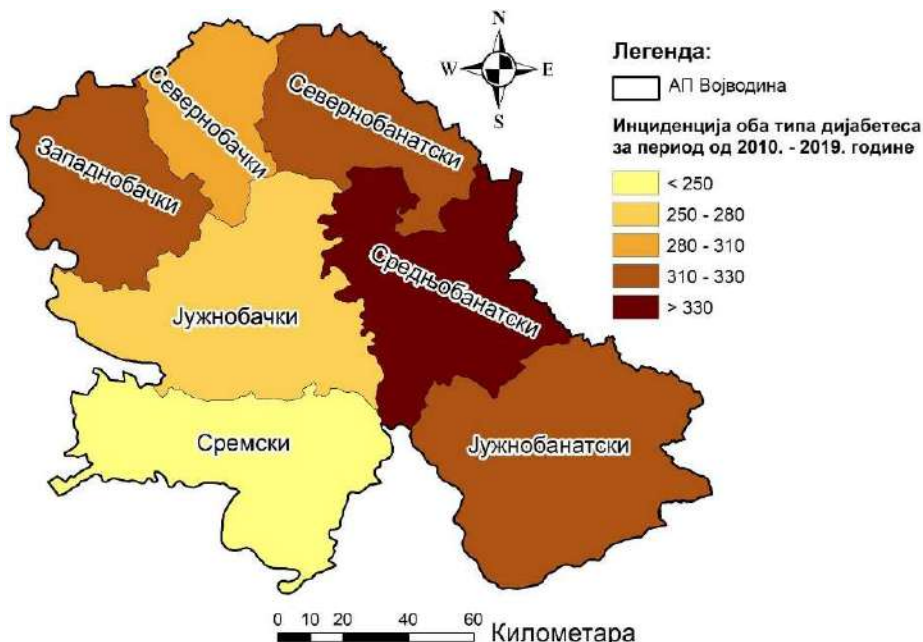 N
W E
S
Легенда:
АП Војводина
Инциденција оба типа дијабетеса
за период од 2010. - 2019. године
< 250
250 - 280
280 - 310
310 - 330
> 330
Севернобачки
Севернобанатски
Западнобачки
Средњобанатски
Јужнобачки
Сремски
Јужнобанатски
0 10 20 40 60
Километара